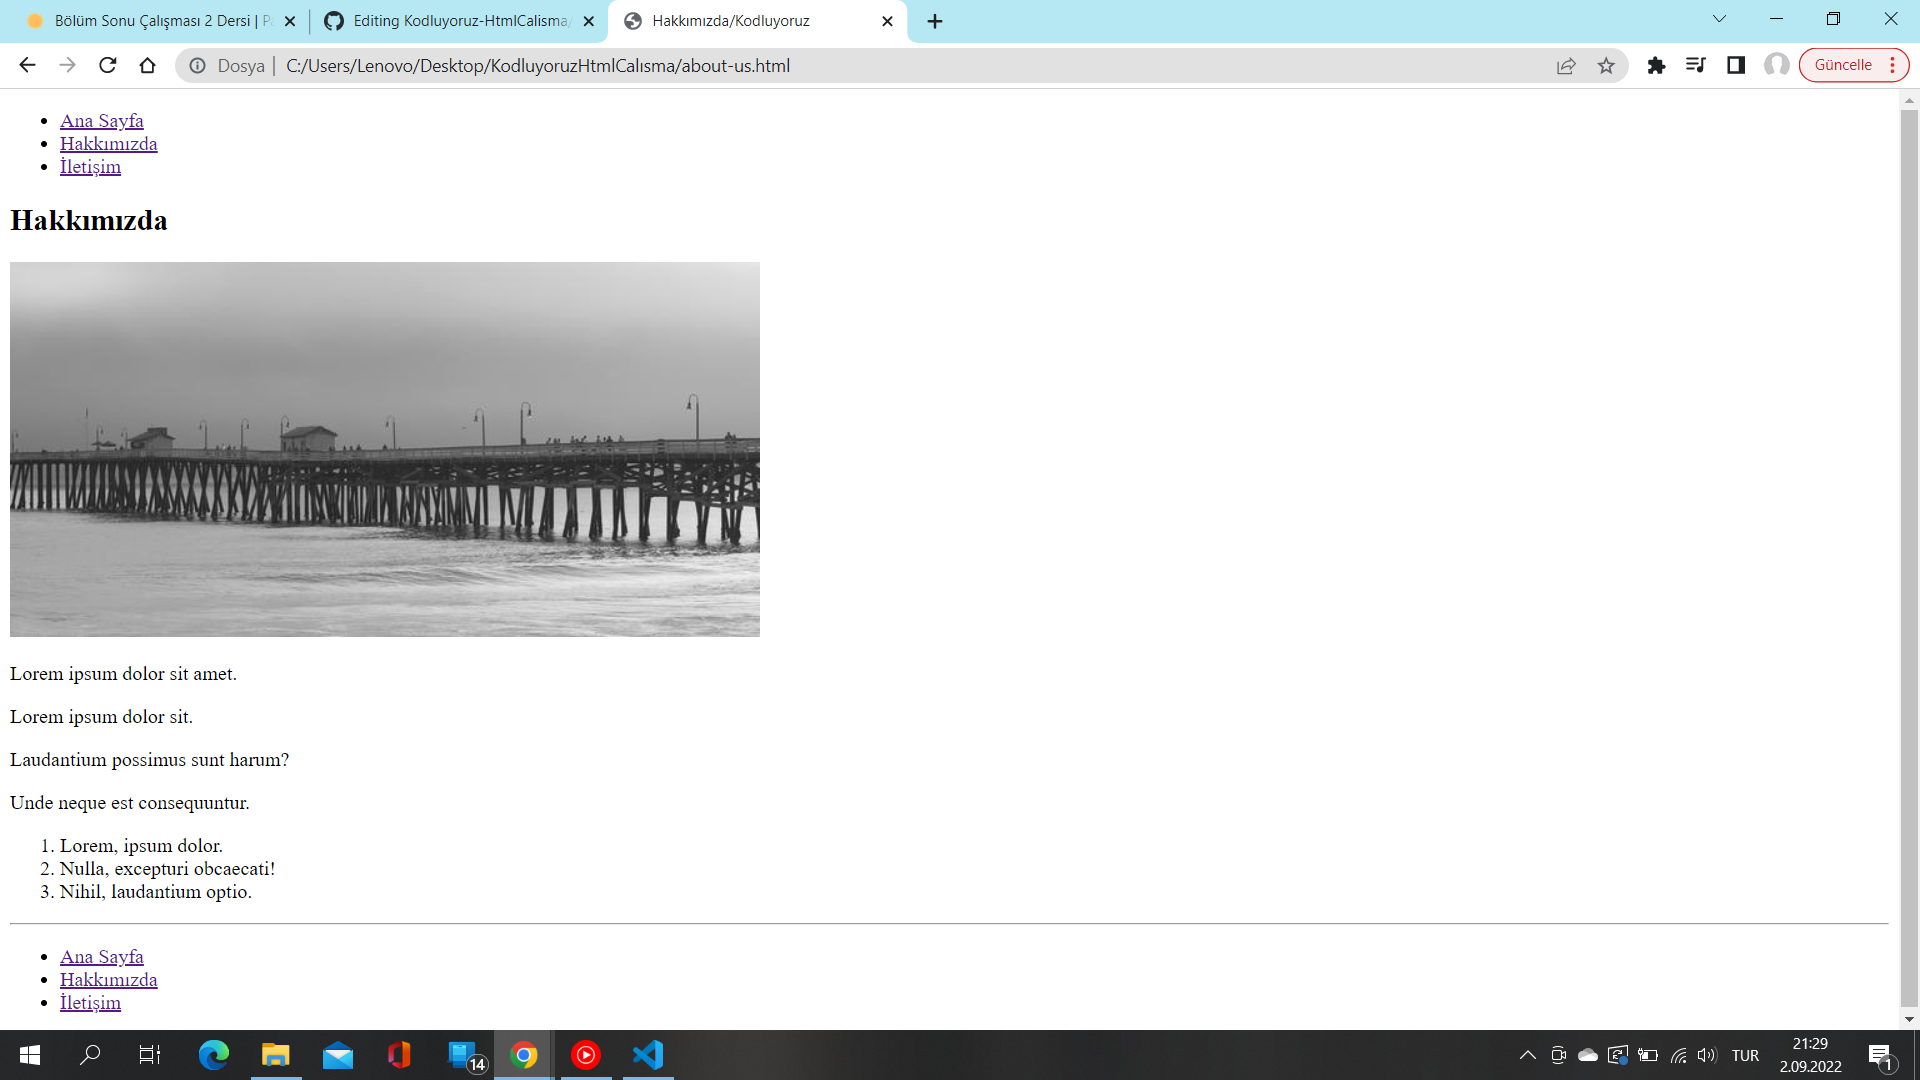 Bölüm Sonu Çalışması 2 Dersi |
Editing Kodluyoruz-HtmlCalisma/
Hakkımızda/Kodluyoruz
Dosya
C:/Users/Lenovo/Desktop/KodluyoruzHtmlCalısma/about-us.html
Güncelle
Ana Sayfa
Hakkımızda
İletişim
Hakkımızda
Lorem ipsum dolor sit amet.
Lorem ipsum dolor sit.
Laudantium possimus sunt harum?
Unde neque est consequuntur.
1. Lorem, ipsum dolor.
2. Nulla, excepturi obcaecati!
3. Nihil, laudantium optio.
Ana Sayfa
Hakkımızda
İletişim
14
TUR
21:29
2.09.2022
1